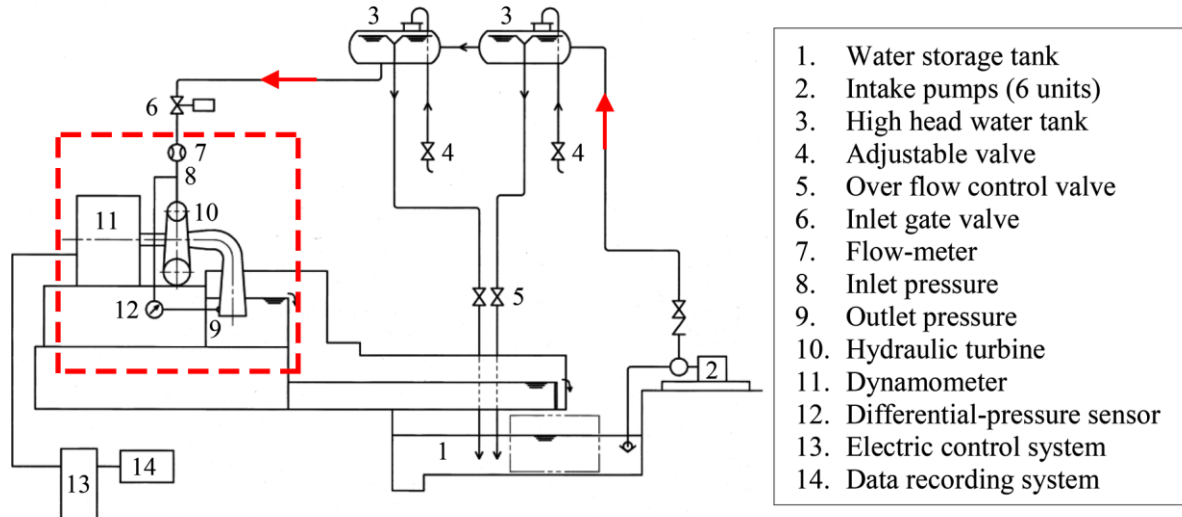 3
3
6
4
4
7
8
10
11
12
9
5
2
1
13
14
1. Water storage tank
2. Intake pumps (6 units)
3. High head water tank
4. Adjustable valve
5. Over flow control valve
6. Inlet gate valve
7. Flow-meter
8. Inlet pressure
9. Outlet pressure
10. Hydraulic turbine
11. Dynamometer
12. Differential-pressure sensor
13. Electric control system
14. Data recording system